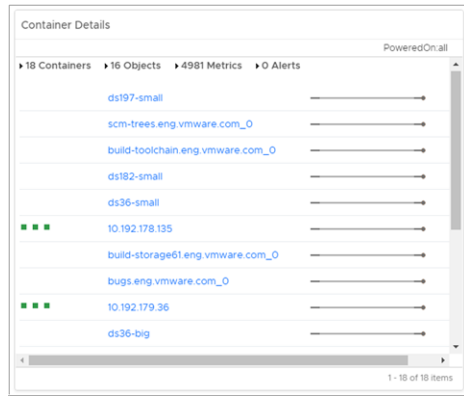 Container Details
PoweredOn:all
18 Containers 16 Objects 4981 Metrics 0 Alerts
ds197-small
scm-trees.eng.vmware.com_0
build-toolchain.eng.vmware.com_0
ds182-small
ds36-small
10.192.178.135
build-storage61.eng.vmware.com_0
bugs.eng.vmware.com_0
10.192.179.36
ds36-big
1 - 18 of 18 items